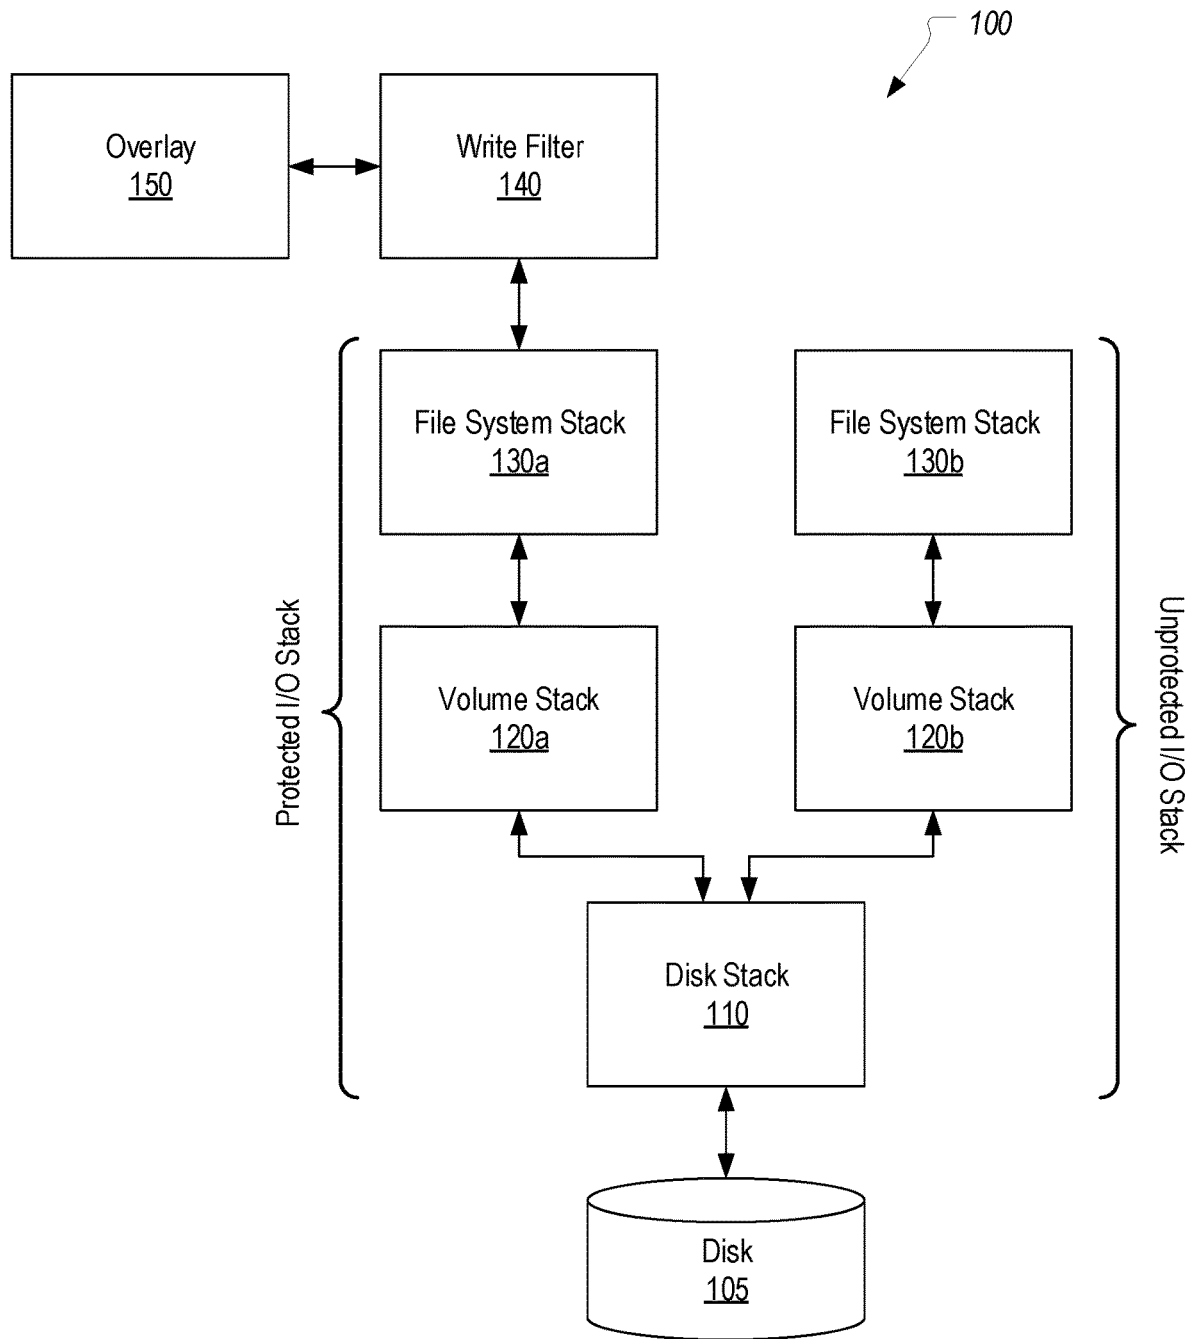 100
Overlay
150
Write Filter
140
File System Stack
130a
File System Stack
130b
Protected I/O Stack
Unprotected I/O Stack
Volume Stack
120a
Volume Stack
120b
Disk Stack
110
Disk
105